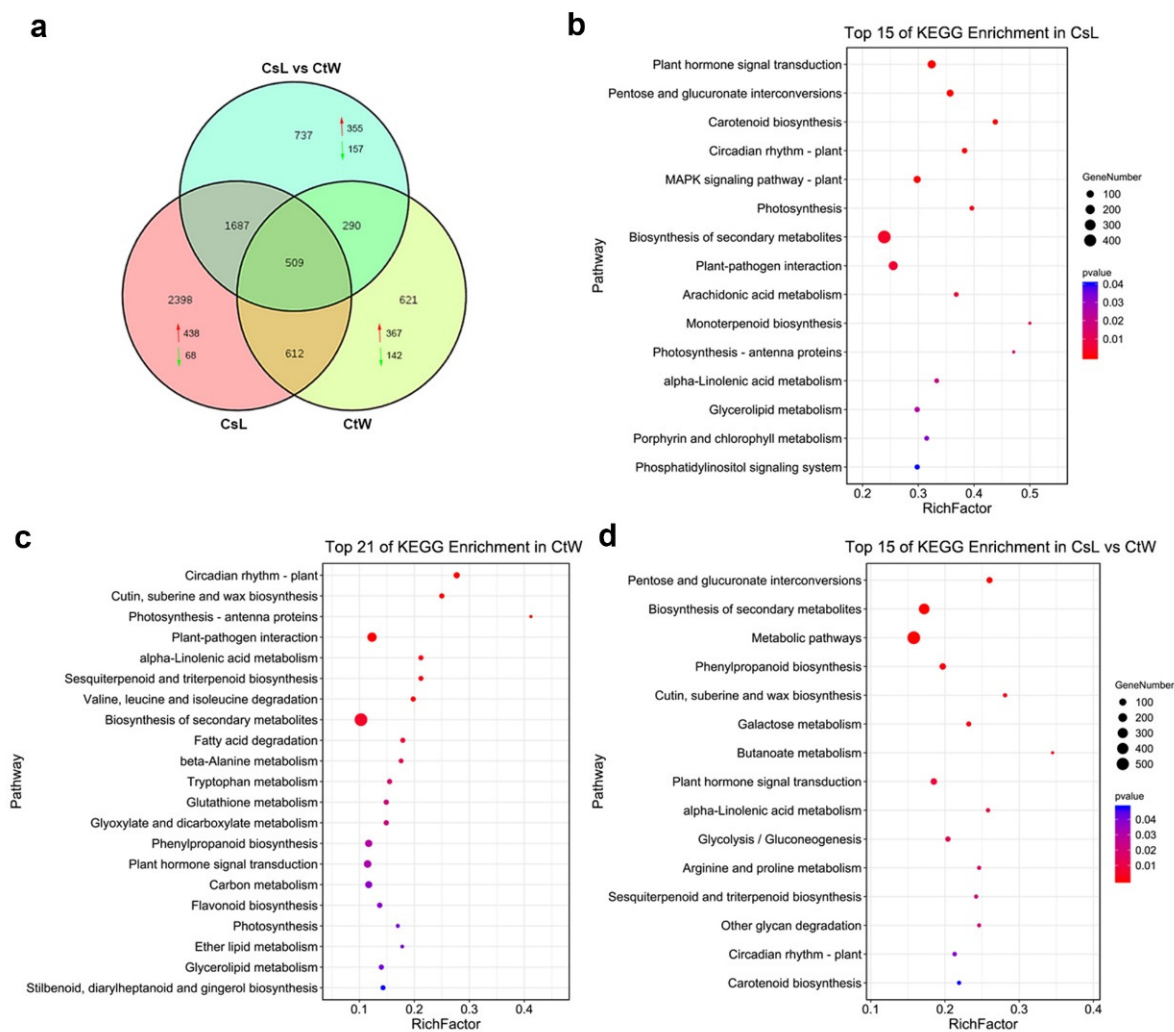 a
CsL vs CtW
737
355
157
1687
290
509
2398
438
68
621
367
142
612
CsL
CtW
b
Top 15 of KEGG Enrichment in CsL
Pathway
Plant hormone signal transduction
Pentose and glucuronate interconversions
Carotenoid biosynthesis
Circadian rhythm - plant
MAPK signaling pathway - plant
Photosynthesis
Biosynthesis of secondary metabolites
Plant-pathogen interaction
Arachidonic acid metabolism
Monoterpenoid biosynthesis
Photosynthesis - antenna proteins
alpha-Linolenic acid metabolism
Glycerolipid metabolism
Porphyrin and chlorophyll metabolism
Phosphatidylinositol signaling system
0.2 0.3 0.4 0.5
RichFactor
GeneNumber
100
200
300
400
pvalue
0.04
0.03
0.02
0.01
c
Top 21 of KEGG Enrichment in CtW
Pathway
Circadian rhythm - plant
Cutin, suberine and wax biosynthesis
Photosynthesis - antenna proteins
Plant-pathogen interaction
alpha-Linolenic acid metabolism
Sesquiterpenoid and triterpenoid biosynthesis
Valine, leucine and isoleucine degradation
Biosynthesis of secondary metabolites
Fatty acid degradation
beta-Alanine metabolism
Tryptophan metabolism
Glutathione metabolism
Glyoxylate and dicarboxylate metabolism
Phenylpropanoid biosynthesis
Plant hormone signal transduction
Carbon metabolism
Flavonoid biosynthesis
Photosynthesis
Ether lipid metabolism
Glycerolipid metabolism
Stilbenoid, diarylheptanoid and gingerol biosynthesis
0.1 0.2 0.3 0.4
RichFactor
d
Top 15 of KEGG Enrichment in CsL vs CtW
Pathway
Pentose and glucuronate interconversions
Biosynthesis of secondary metabolites
Metabolic pathways
Phenylpropanoid biosynthesis
Cutin, suberine and wax biosynthesis
Galactose metabolism
Butanoate metabolism
Plant hormone signal transduction
alpha-Linolenic acid metabolism
Glycolysis / Gluconeogenesis
Arginine and proline metabolism
Sesquiterpenoid and triterpenoid biosynthesis
Other glycan degradation
Circadian rhythm - plant
Carotenoid biosynthesis
0.1 0.2 0.3 0.4
RichFactor
GeneNumber
100
200
300
400
500
pvalue
0.04
0.03
0.02
0.01